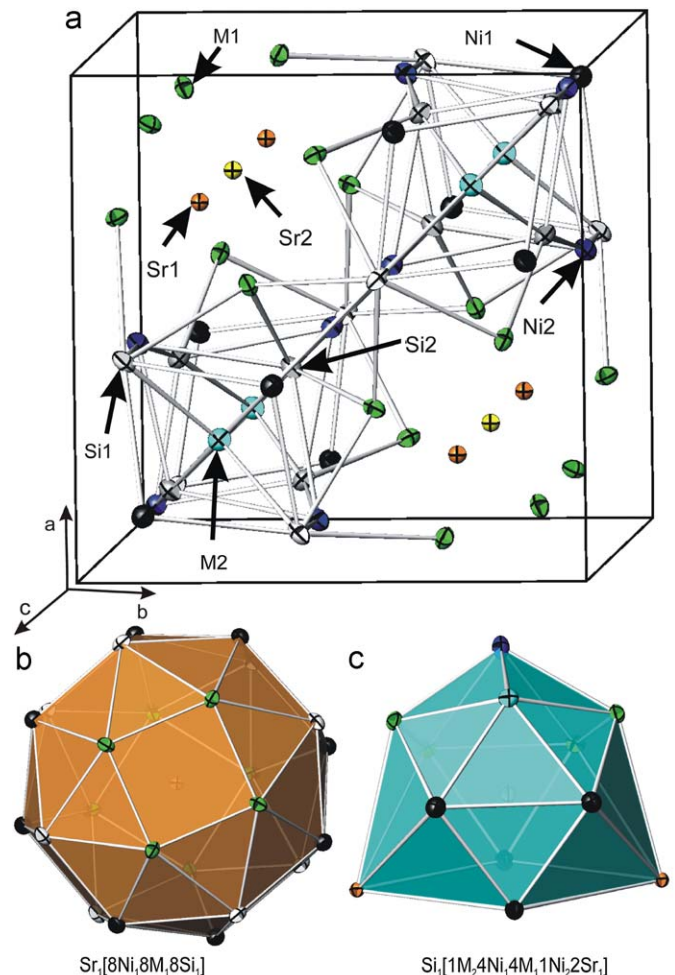 a
M1
Ni1
Sr2
Sr1
Ni2
Si2
Si1
M2
a
c
b
b
c
Sr₁[8Ni₁8M₁8Si₁]
Si₁[1M₂4Ni₁4M₁1Ni₂2Sr₁]